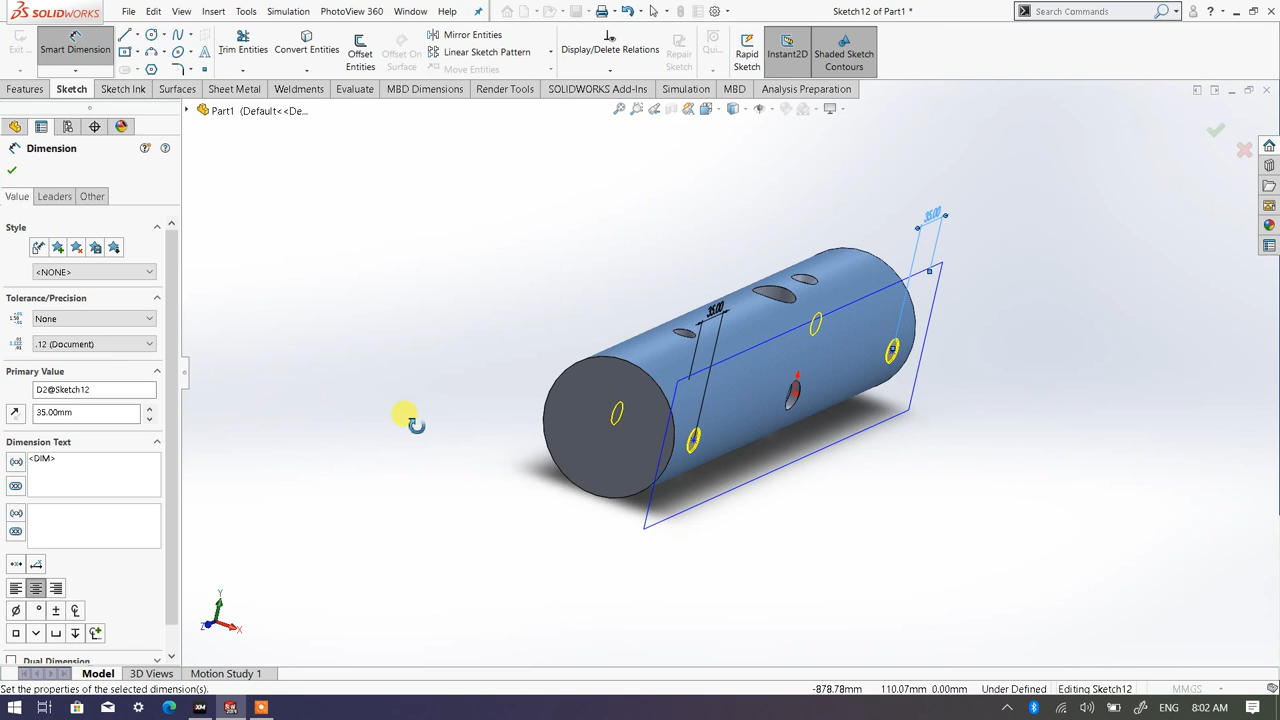 SOLIDWORKS File Edit View Insert Tools Simulation PhotoView 360 Window Help Sketch12 of Part1 * Search Commands ?
Exit... Smart Dimension Trim Entities Convert Entities Offset Entities Offset On Surface Mirror Entities Linear Sketch Pattern Move Entities Display/Delete Relations Repair Sketch Qui... Rapid Sketch Instant2D Shaded Sketch Contours
Features Sketch Sketch Ink Surfaces Sheet Metal Weldments Evaluate MBD Dimensions Render Tools SOLIDWORKS Add-Ins Simulation MBD Analysis Preparation
Part1 (Default<<De...
Dimension
Value Leaders Other
Style
<NONE>
Tolerance/Precision
None
.12 (Document)
Primary Value
D2@Sketch12
35.00mm
Dimension Text
<DIM>
Dual Dimension
35.00
35.00
Y
Z X
Model 3D Views Motion Study 1
Set the properties of the selected dimension(s). -878.78mm 110.07mm 0.00mm Under Defined Editing Sketch12 MMGS
ENG 8:02 AM